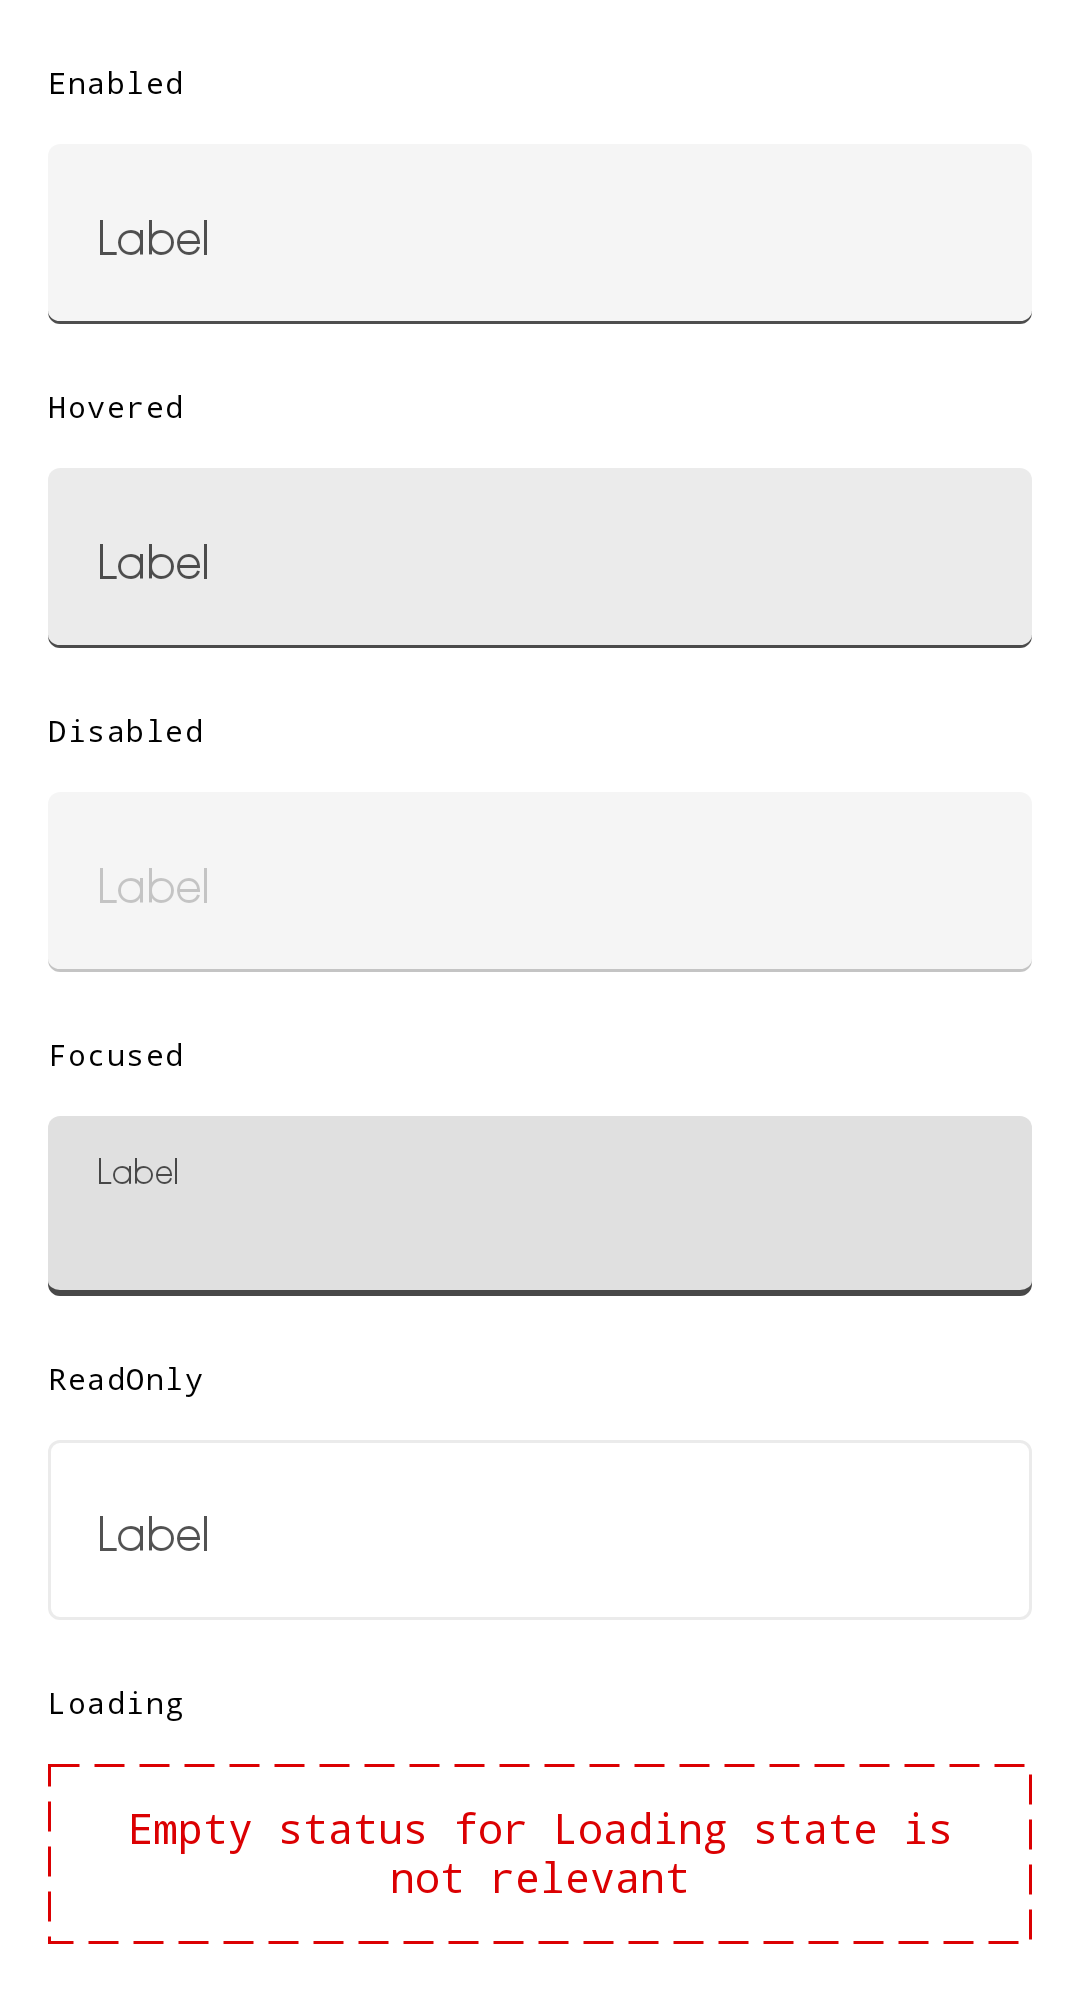 Enabled
Label
Hovered
Label
Disabled
Label
Focused
Label
ReadOnly
Label
Loading
Empty status for Loading state is
not relevant